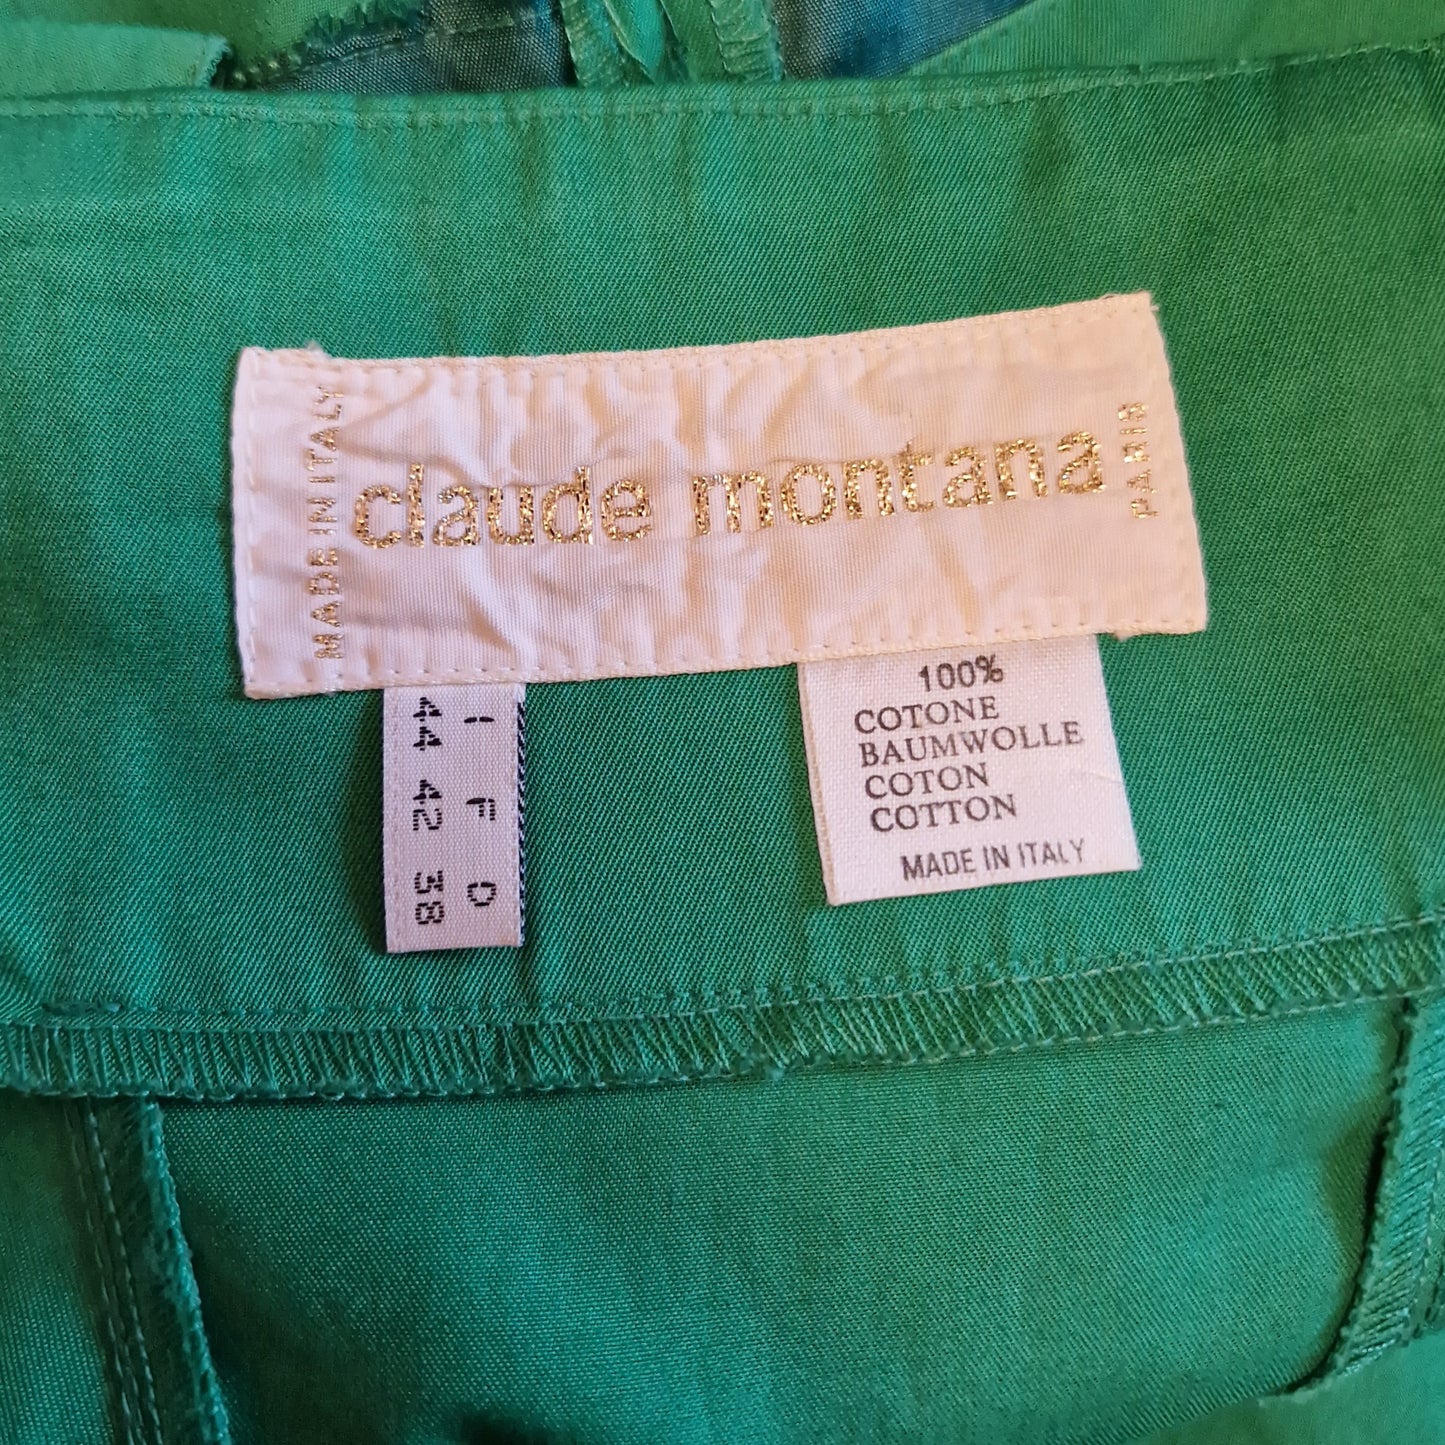 MADE IN ITALY
claude montana
PARIS
I F D
44 42 38
100%
COTONE
BAUMWOLLE
COTON
COTTON
MADE IN ITALY